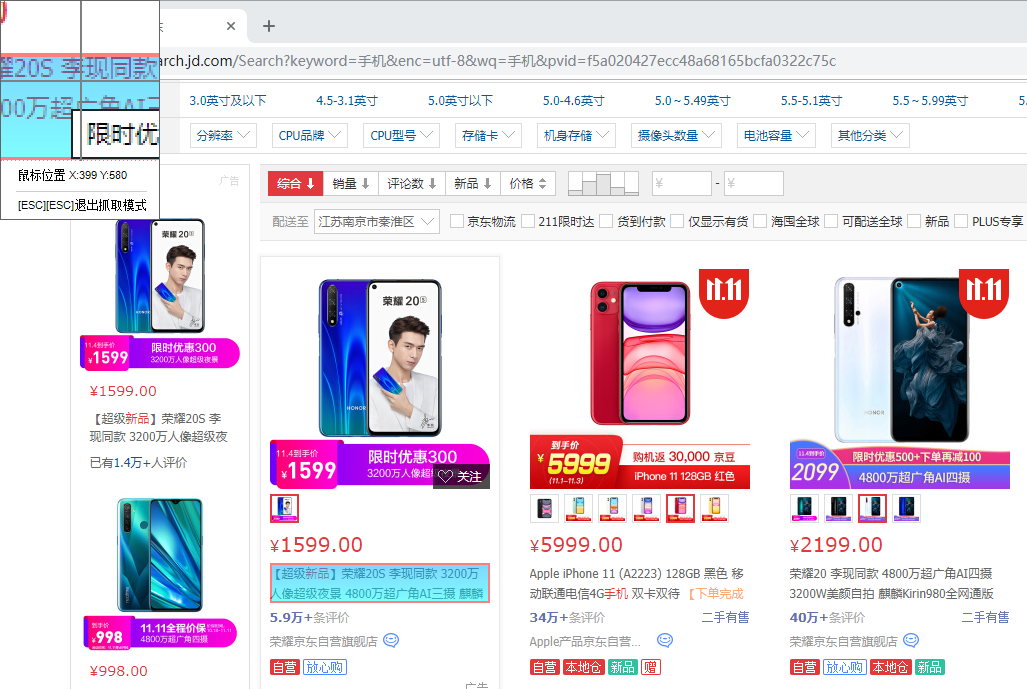 20S 李现同款
00万超广角AI三
限时优
鼠标位置 X:399 Y:580
[ESC][ESC]退出抓取模式
arch.jd.com/Search?keyword=手机&enc=utf-8&wq=手机&pvid=f5a020427ecc48a68165bcfa0322c75c
3.0英寸及以下 4.5-3.1英寸 5.0英寸以下 5.0-4.6英寸 5.0～5.49英寸 5.5-5.1英寸 5.5～5.99英寸 5.
分辨率 CPU品牌 CPU型号 存储卡 机身存储 摄像头数量 电池容量 其他分类
广告
综合 销量 评论数 新品 价格 ¥ - ¥
配送至 江苏南京市秦淮区 京东物流 211限时达 货到付款 仅显示有货 海囤全球 可配送全球 新品 PLUS专享
荣耀 20S
11.4到手价
¥1599
限时优惠300
3200万人像超级夜景
¥1599.00
【超级新品】荣耀20S 李
现同款 3200万人像超级夜
已有1.4万+人评价
到手价
¥998
11.11全程价保
4800万超广角四摄
¥998.00
荣耀 20S
HONOR
11.4到手价
¥1599
限时优惠300
3200万人像超级
关注
¥1599.00
【超级新品】荣耀20S 李现同款 3200万
人像超级夜景 4800万超广角AI三摄 麒麟
5.9万+条评价
荣耀京东自营旗舰店
自营 放心购
广告
11.11
到手价
¥5999
(11.1–11.3)
购机返 30,000 京豆
iPhone 11 128GB 红色
¥5999.00
Apple iPhone 11 (A2223) 128GB 黑色 移
动联通电信4G手机 双卡双待 【下单完成
34万+条评价 二手有售
Apple产品京东自营...
自营 本地仓 新品 赠
11.11
HONOR
11.4到手价
2099
限时优惠500+下单再减100
4800万超广角AI四摄
¥2199.00
荣耀20 李现同款 4800万超广角AI四摄
3200W美颜自拍 麒麟Kirin980全网通版
40万+条评价 二手有售
荣耀京东自营旗舰店
自营 放心购 本地仓 新品